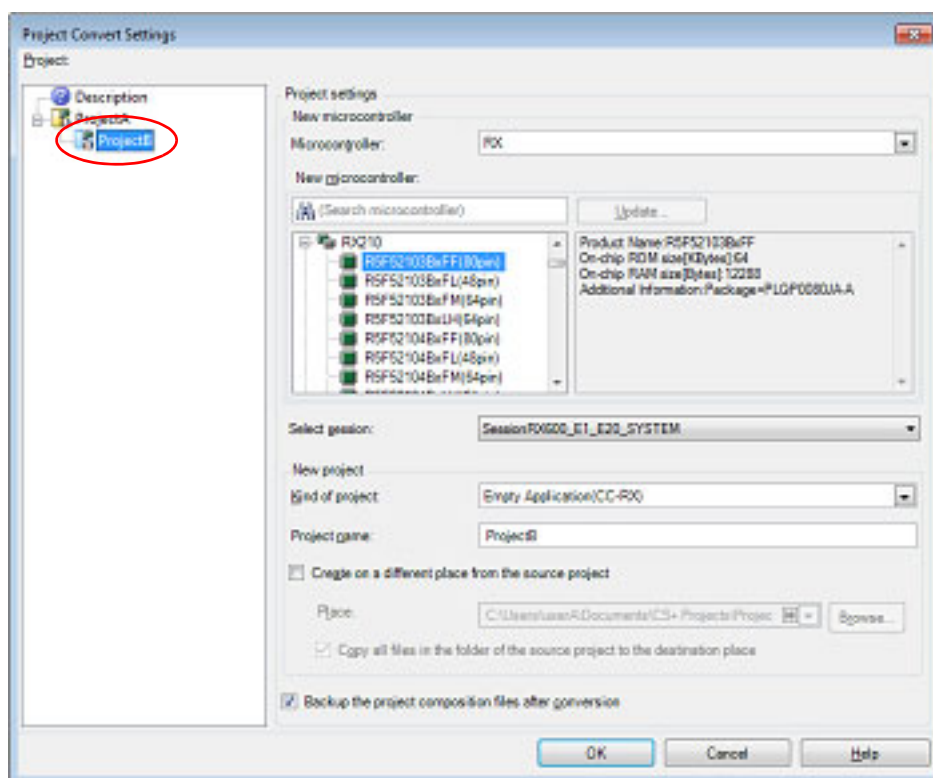 Project Convert Settings
Project:
Description
ProjectA
ProjectB
Project settings
New microcontroller
Microcontroller: RX
New microcontroller:
(Search microcontroller) Update...
RX210
R5F52103BxFF(80pin)
R5F52103BxFL(48pin)
R5F52103BxFM(64pin)
R5F52103BxLH(64pin)
R5F52104BxFF(80pin)
R5F52104BxFL(48pin)
R5F52104BxFM(64pin)
Product Name:R5F52103BxFF
On-chip ROM size[KBytes]:64
On-chip RAM size[Bytes]:12288
Additional Information:Package=PLQP0080JA-A
Select session: SessionRX600_E1_E20_SYSTEM
New project
Kind of project: Empty Application(CC-RX)
Project name: ProjectB
Create on a different place from the source project
Place: C:\Users\userA\Documents\CS+ Projects\Projec Browse...
Copy all files in the folder of the source project to the destination place
Backup the project composition files after conversion
OK Cancel Help